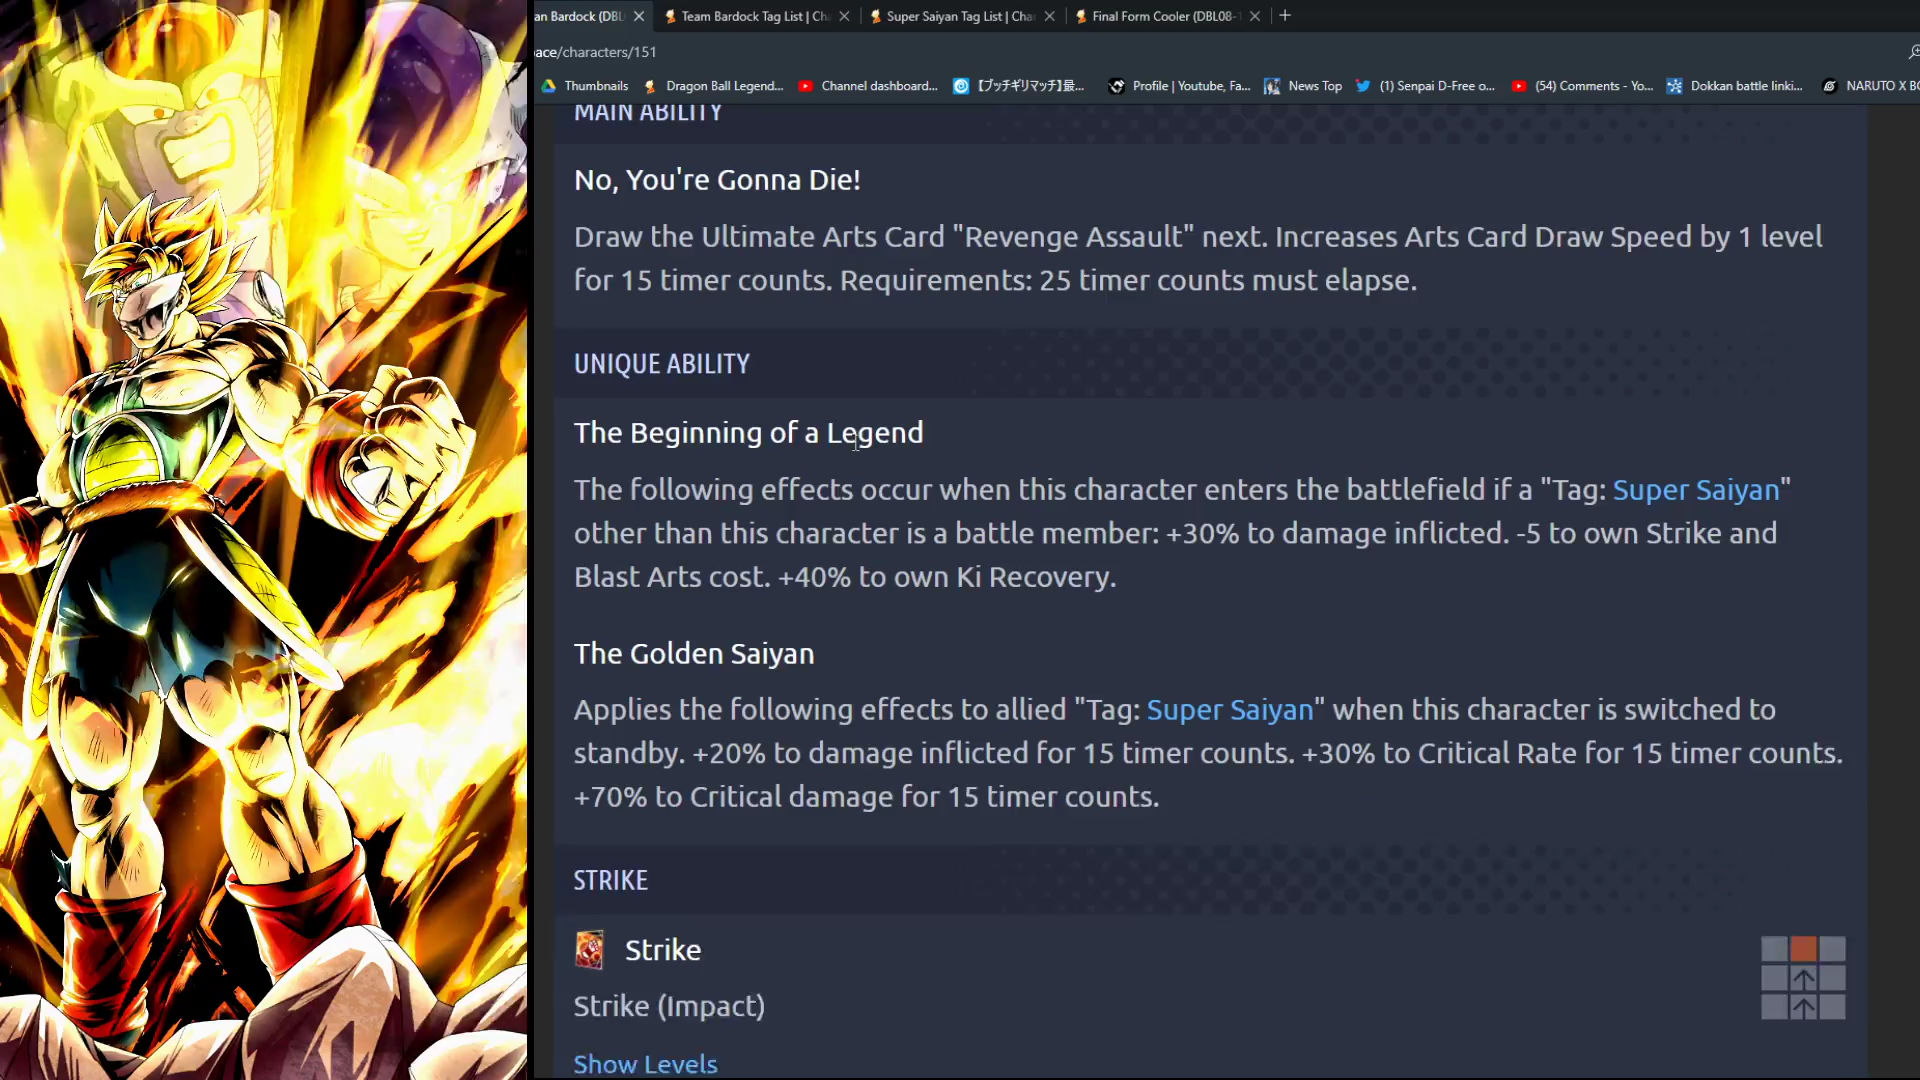 an Bardock (DBL
Team Bardock Tag List | Cha
Super Saiyan Tag List | Char
Final Form Cooler (DBL08-1
ace/characters/151
Thumbnails
Dragon Ball Legend...
Channel dashboard...
【ブッチギリマッチ】最...
Profile | Youtube, Fa...
News Top
(1) Senpai D-Free o...
(54) Comments - Yo...
Dokkan battle linki...
NARUTO X BO
MAIN ABILITY
No, You're Gonna Die!
Draw the Ultimate Arts Card "Revenge Assault" next. Increases Arts Card Draw Speed by 1 level
for 15 timer counts. Requirements: 25 timer counts must elapse.
UNIQUE ABILITY
The Beginning of a Legend
The following effects occur when this character enters the battlefield if a "Tag: Super Saiyan"
other than this character is a battle member: +30% to damage inflicted. -5 to own Strike and
Blast Arts cost. +40% to own Ki Recovery.
The Golden Saiyan
Applies the following effects to allied "Tag: Super Saiyan" when this character is switched to
standby. +20% to damage inflicted for 15 timer counts. +30% to Critical Rate for 15 timer counts.
+70% to Critical damage for 15 timer counts.
STRIKE
Strike
Strike (Impact)
Show Levels